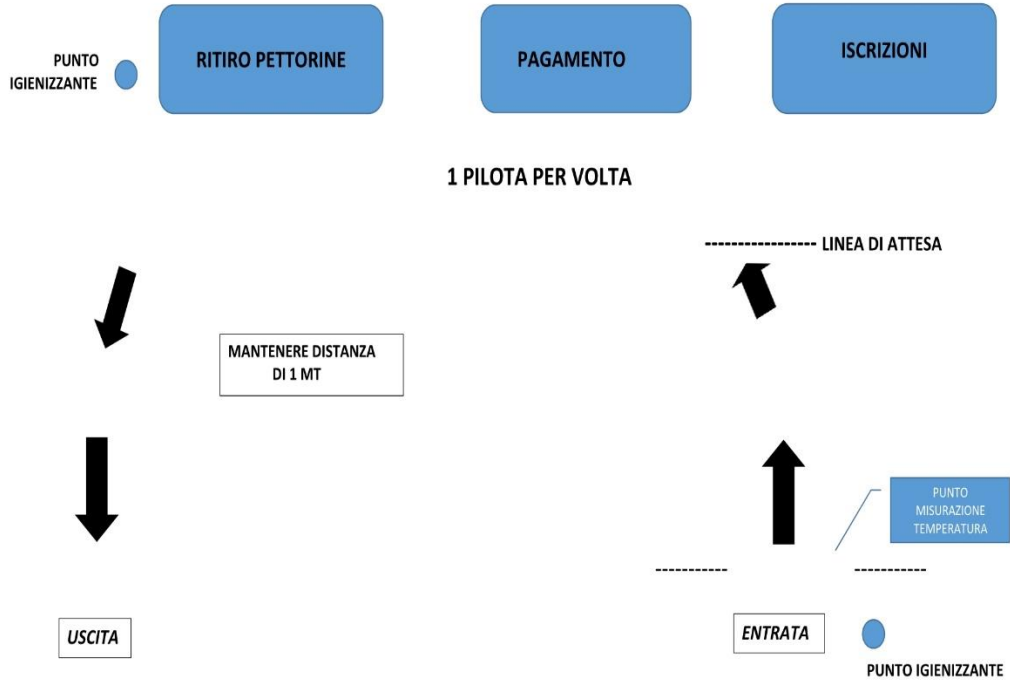 PUNTO
IGIENIZZANTE
RITIRO PETTORINE
PAGAMENTO
ISCRIZIONI
1 PILOTA PER VOLTA
LINEA DI ATTESA
MANTENERE DISTANZA
DI 1 MT
PUNTO
MISURAZIONE
TEMPERATURA
USCITA
ENTRATA
PUNTO IGIENIZZANTE